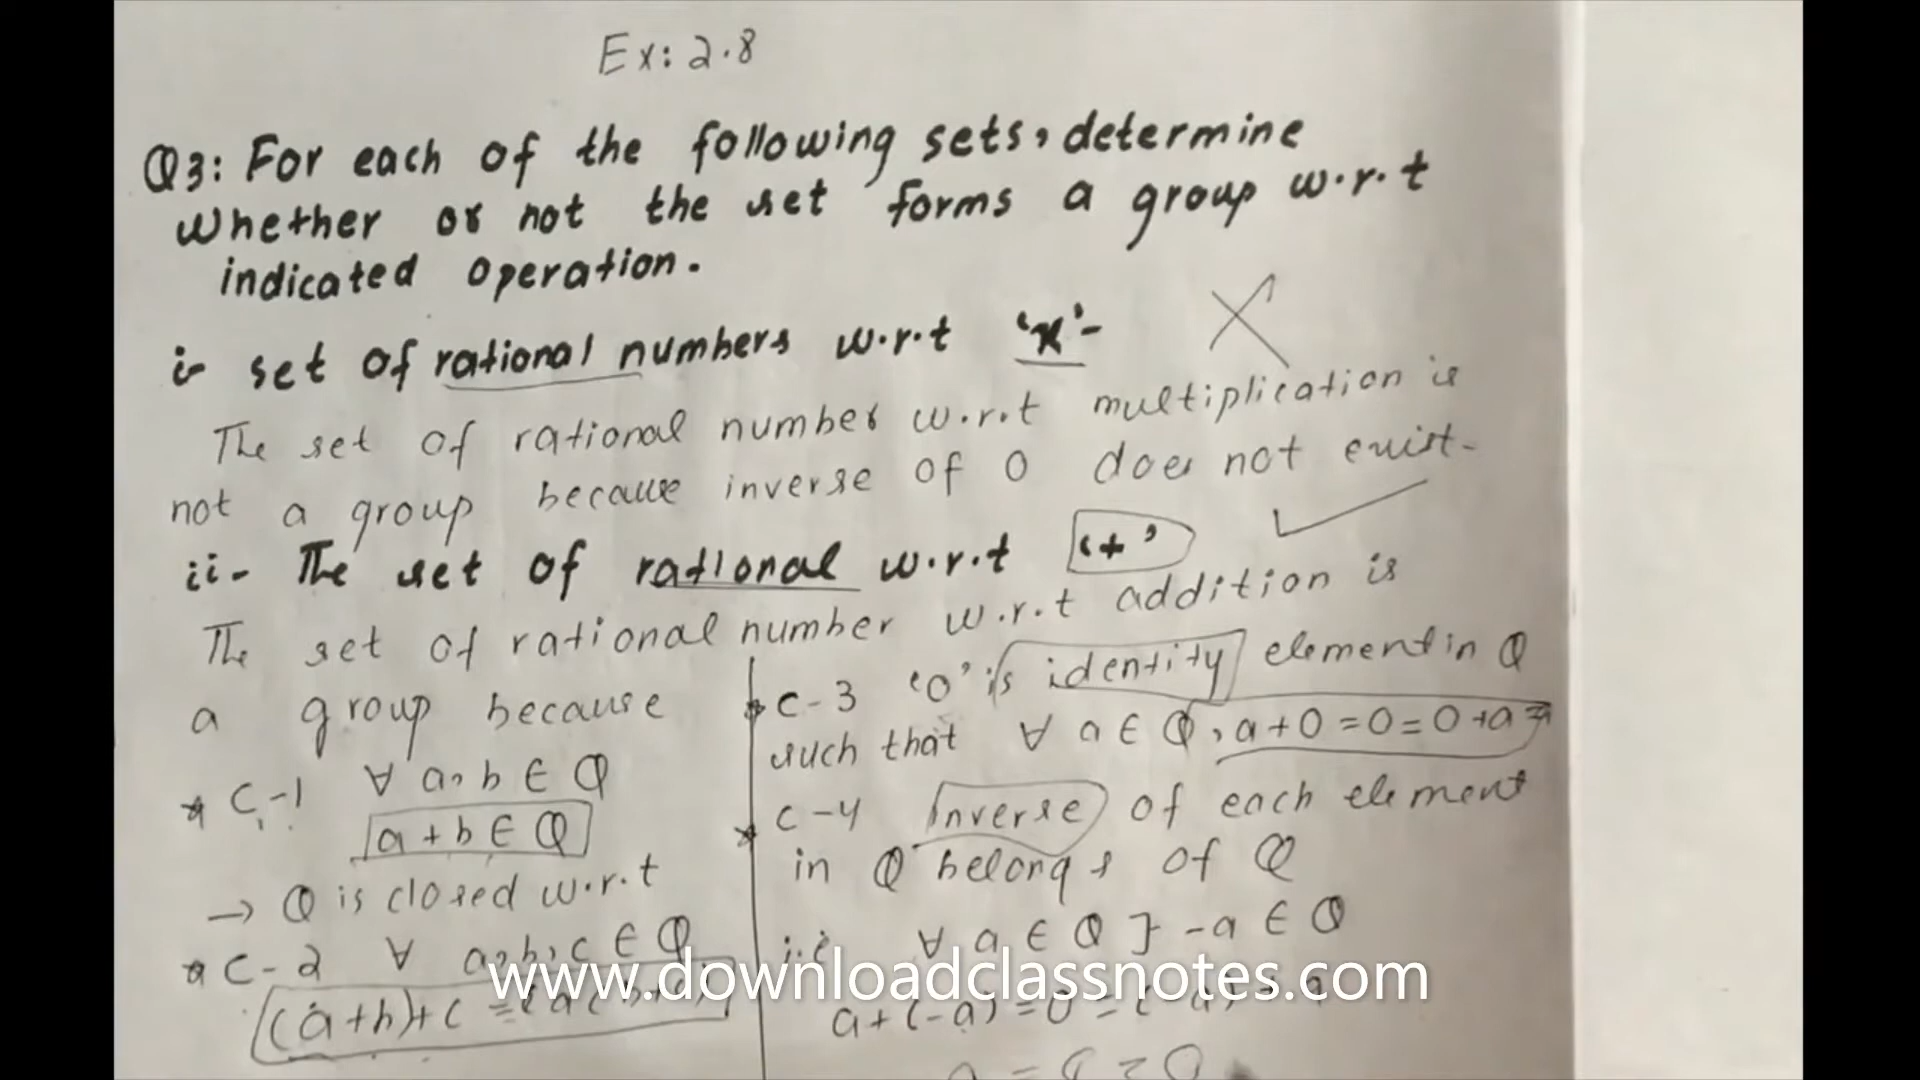 Ex: 2.8
Q3: For each of the following sets, determine
whether or not the set forms a group w.r.t
indicated operation.
i- set of rational numbers w.r.t 'x'-
The set of rational number w.r.t multiplication is
not a group because inverse of 0 does not exist-
ii- The set of rational w.r.t '+'
The set of rational number w.r.t addition is
a group because
* C-1 ∀ a, b ∈ Q
a + b ∈ Q
→ Q is closed w.r.t
* C-2 ∀ a, b, c ∈ Q
(a+b)+c =
* C-3 '0' is identity element in Q
such that ∀ a ∈ Q, a+0=0=0+a=a
* C-4 Inverse of each element
in Q belongs of Q
i.e ∀ a ∈ Q ∃ -a ∈ Q
a+(-a)=0=(-a)+a
www.downloadclassnotes.com